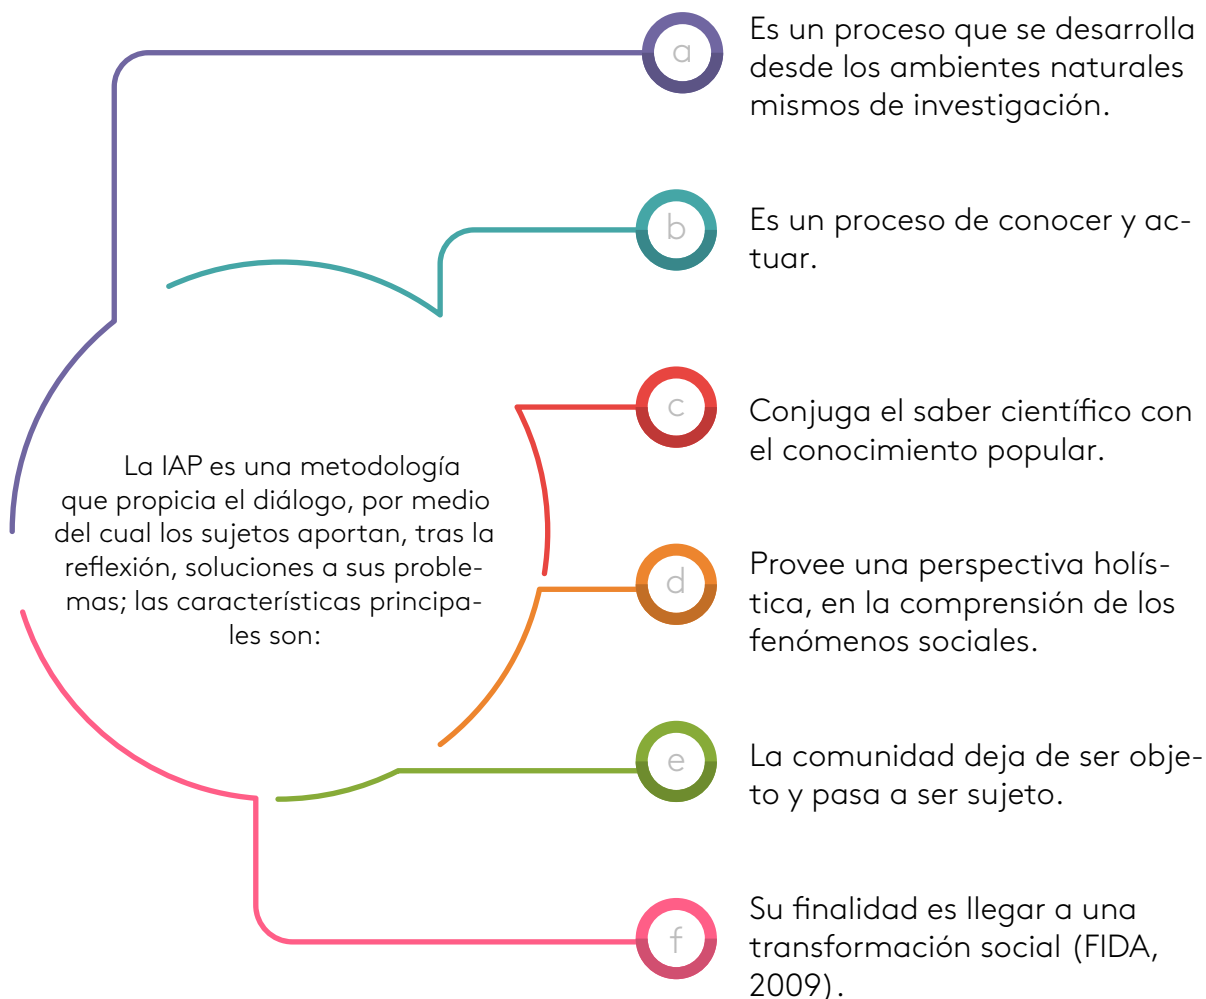 La IAP es una metodología
que propicia el diálogo, por medio
del cual los sujetos aportan, tras la
reflexión, soluciones a sus proble-
mas; las características principa-
les son:
a
Es un proceso que se desarrolla
desde los ambientes naturales
mismos de investigación.
b
Es un proceso de conocer y ac-
tuar.
c
Conjuga el saber científico con
el conocimiento popular.
d
Provee una perspectiva holís-
tica, en la comprensión de los
fenómenos sociales.
e
La comunidad deja de ser obje-
to y pasa a ser sujeto.
f
Su finalidad es llegar a una
transformación social (FIDA,
2009).